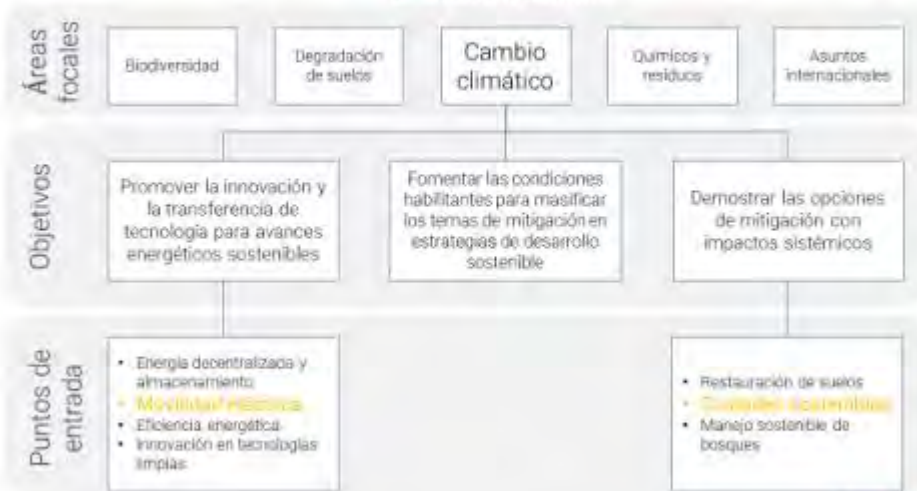 Áreas
focales
Biodiversidad
Degradación
de suelos
Cambio
climático
Químicos y
residuos
Asuntos
internacionales
Objetivos
Promover la innovación y
la transferencia de
tecnología para avances
energéticos sostenibles
Fomentar las condiciones
habilitantes para masificar
los temas de mitigación en
estrategias de desarrollo
sostenible
Demostrar las opciones
de mitigación con
impactos sistémicos
Puntos de
entrada
• Energía decentralizada y
almacenamiento
• Movilidad eléctrica
• Eficiencia energética
• Innovación en tecnologías
limpias
• Restauración de suelos
• Ciudades sostenibles
• Manejo sostenible de
bosques